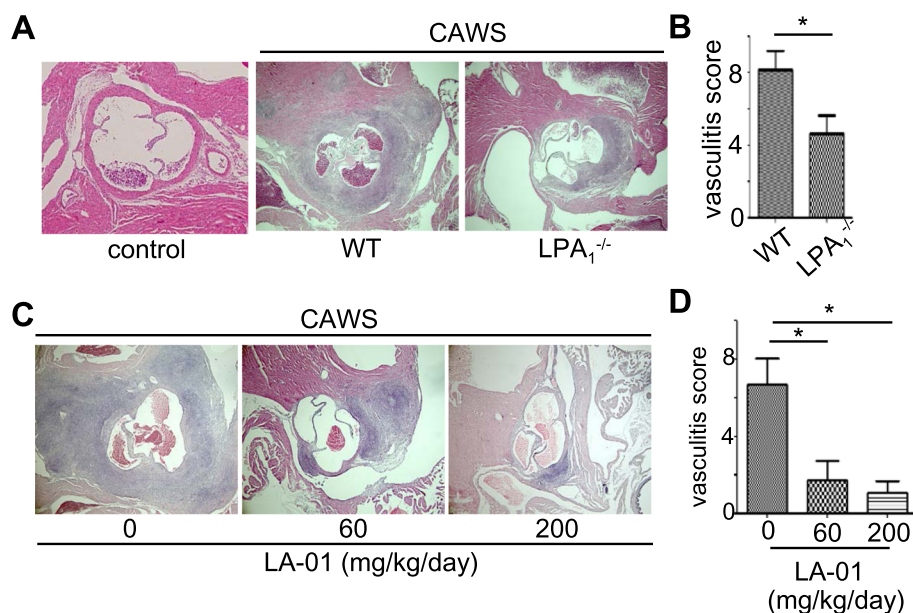 A
CAWS
control
WT
LPA₁⁻/⁻
B
*
vasculitis score
8
4
0
WT
LPA₁⁻/⁻
C
CAWS
0
60
200
LA-01 (mg/kg/day)
D
*
*
vasculitis score
8
4
0
0
60
200
LA-01
(mg/kg/day)